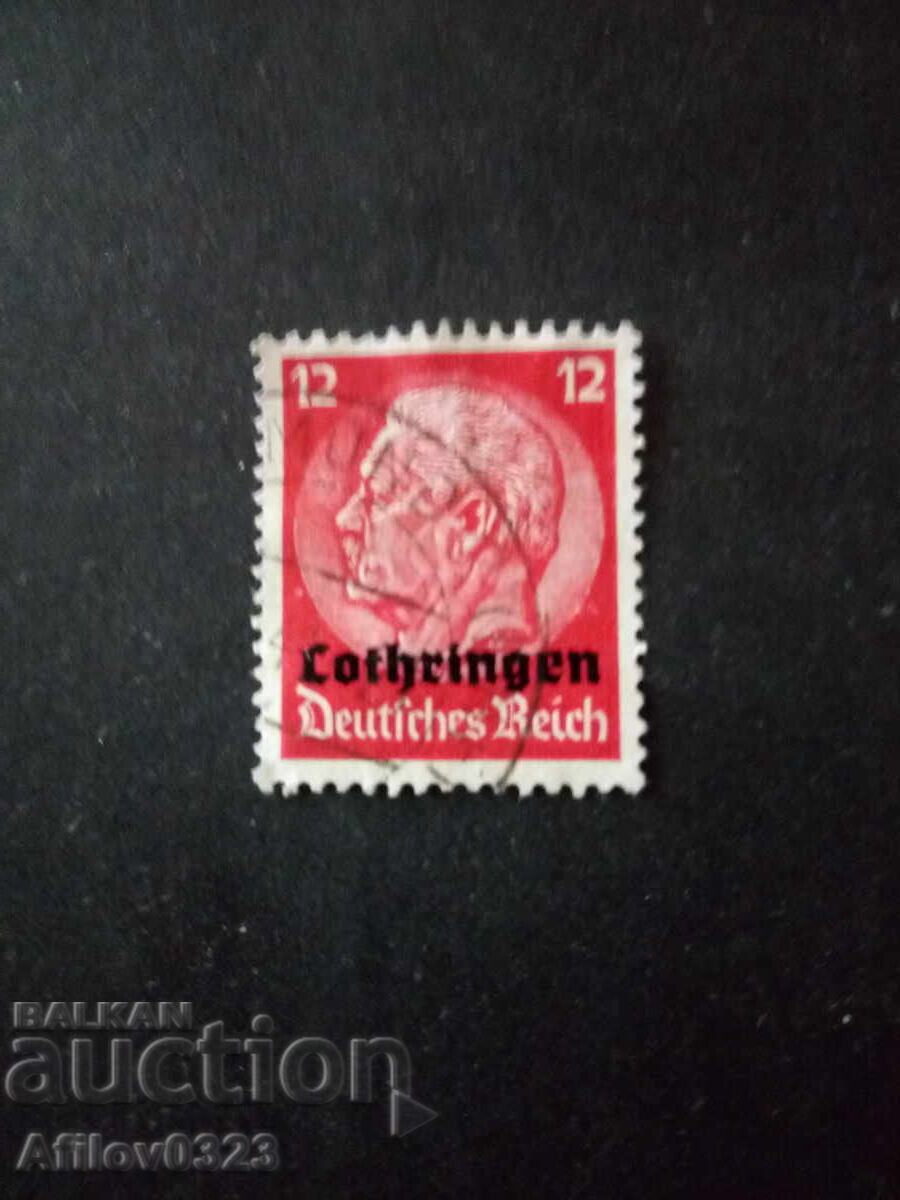 12 12
Lothringen
Deutsches Reich
BALKAN
auction
Afilov0323